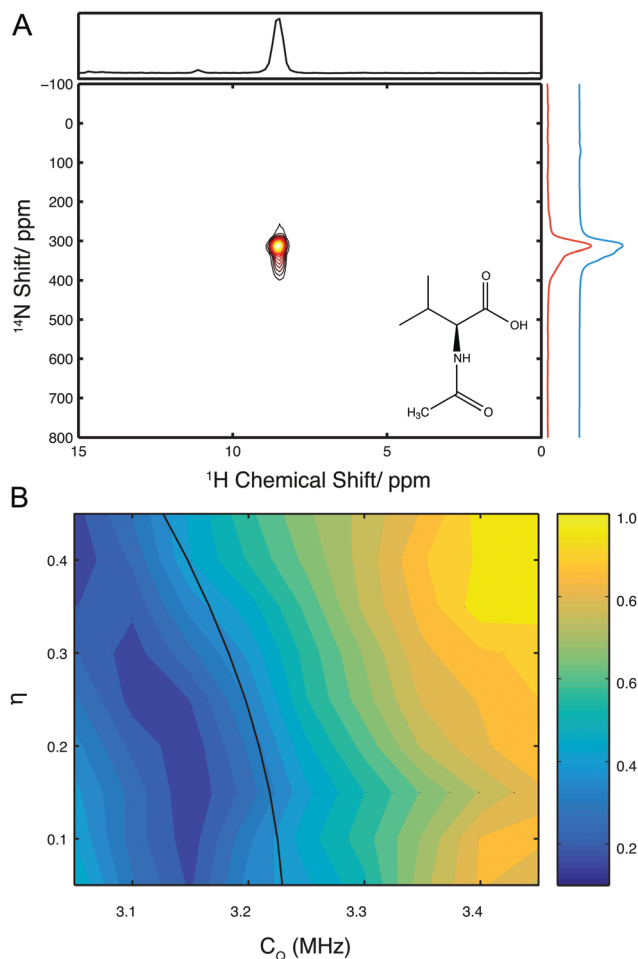 A
-100
0
100
200
300
400
500
600
700
800
¹⁴N Shift/ ppm
15
10
5
0
¹H Chemical Shift/ ppm
O
OH
NH
H₃C
O
B
0.4
0.3
0.2
0.1
η
3.1
3.2
3.3
3.4
C_Q (MHz)
1.0
0.8
0.6
0.4
0.2